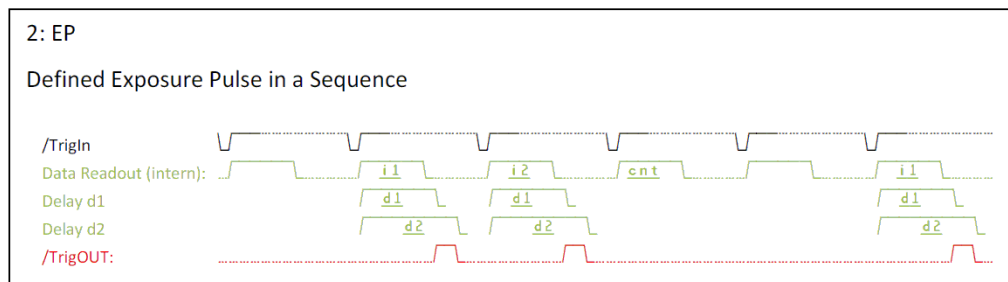 2: EP
Defined Exposure Pulse in a Sequence
/TrigIn
Data Readout (intern): i1 i2 cnt i1
Delay d1 d1 d1 d1
Delay d2 d2 d2 d2
/TrigOUT: